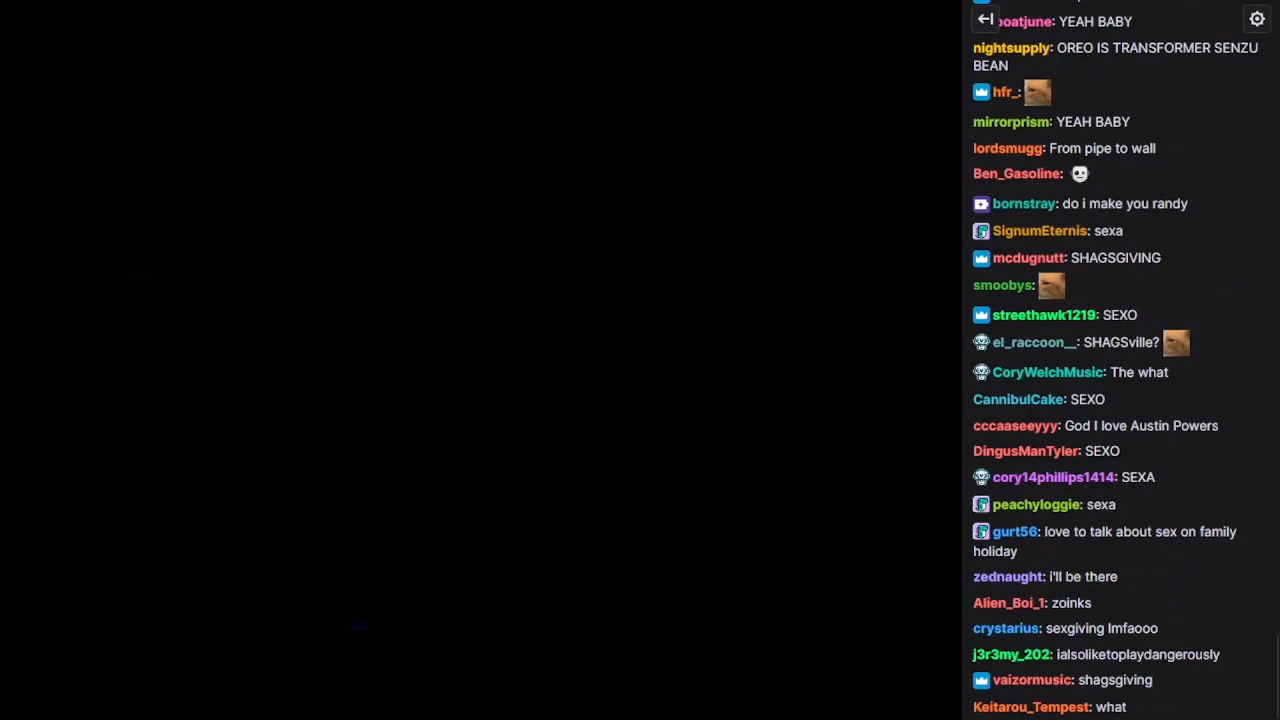 oatjune: YEAH BABY
nightsupply: OREO IS TRANSFORMER SENZU
BEAN
hfr_:
mirrorprism: YEAH BABY
lordsmugg: From pipe to wall
Ben_Gasoline:
bornstray: do i make you randy
SignumEternis: sexa
mcdugnutt: SHAGSGIVING
smoobys:
streethawk1219: SEXO
el_raccoon__: SHAGSville?
CoryWelchMusic: The what
CannibulCake: SEXO
cccaaseeyyy: God I love Austin Powers
DingusManTyler: SEXO
cory14phillips1414: SEXA
peachyloggie: sexa
gurt56: love to talk about sex on family
holiday
zednaught: i'll be there
Alien_Boi_1: zoinks
crystarius: sexgiving lmfaooo
j3r3my_202: ialsoliketoplaydangerously
vaizormusic: shagsgiving
Keitarou_Tempest: what